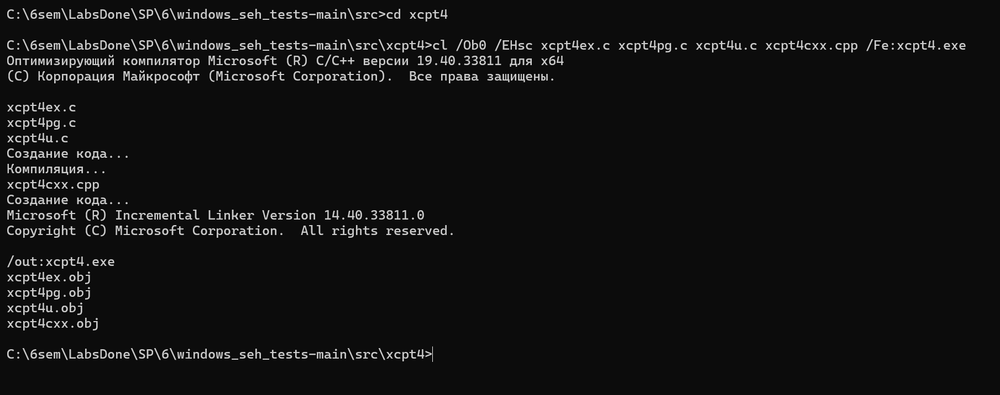 C:\6sem\LabsDone\SP\6\windows_seh_tests-main\src>cd xcpt4
C:\6sem\LabsDone\SP\6\windows_seh_tests-main\src\xcpt4>cl /Ob0 /EHsc xcpt4ex.c xcpt4pg.c xcpt4u.c xcpt4cxx.cpp /Fe:xcpt4.exe
Оптимизирующий компилятор Microsoft (R) C/C++ версии 19.40.33811 для x64
(C) Корпорация Майкрософт (Microsoft Corporation).  Все права защищены.
xcpt4ex.c
xcpt4pg.c
xcpt4u.c
Создание кода...
Компиляция...
xcpt4cxx.cpp
Создание кода...
Microsoft (R) Incremental Linker Version 14.40.33811.0
Copyright (C) Microsoft Corporation.  All rights reserved.
/out:xcpt4.exe
xcpt4ex.obj
xcpt4pg.obj
xcpt4u.obj
xcpt4cxx.obj
C:\6sem\LabsDone\SP\6\windows_seh_tests-main\src\xcpt4>